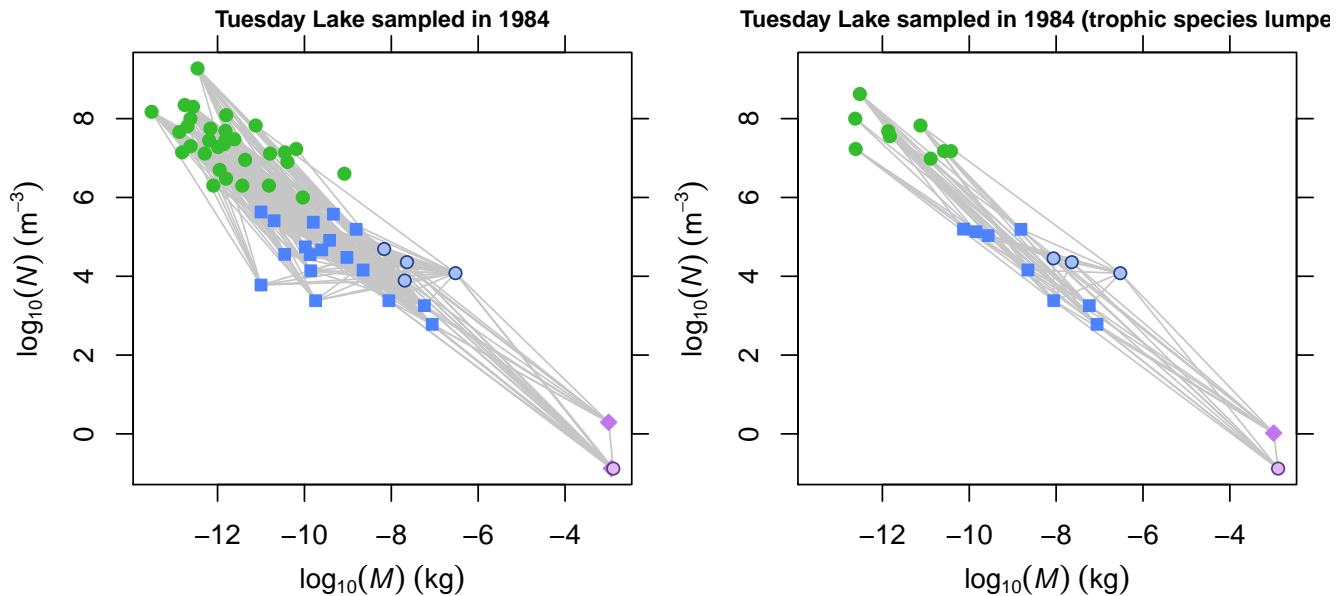 Tuesday Lake sampled in 1984
8
6
4
2
0
log₁₀(N) (m⁻³)
−12 −10 −8 −6 −4
log₁₀(M) (kg)
Tuesday Lake sampled in 1984 (trophic species lumpe
8
6
4
2
0
log₁₀(N) (m⁻³)
−12 −10 −8 −6 −4
log₁₀(M) (kg)